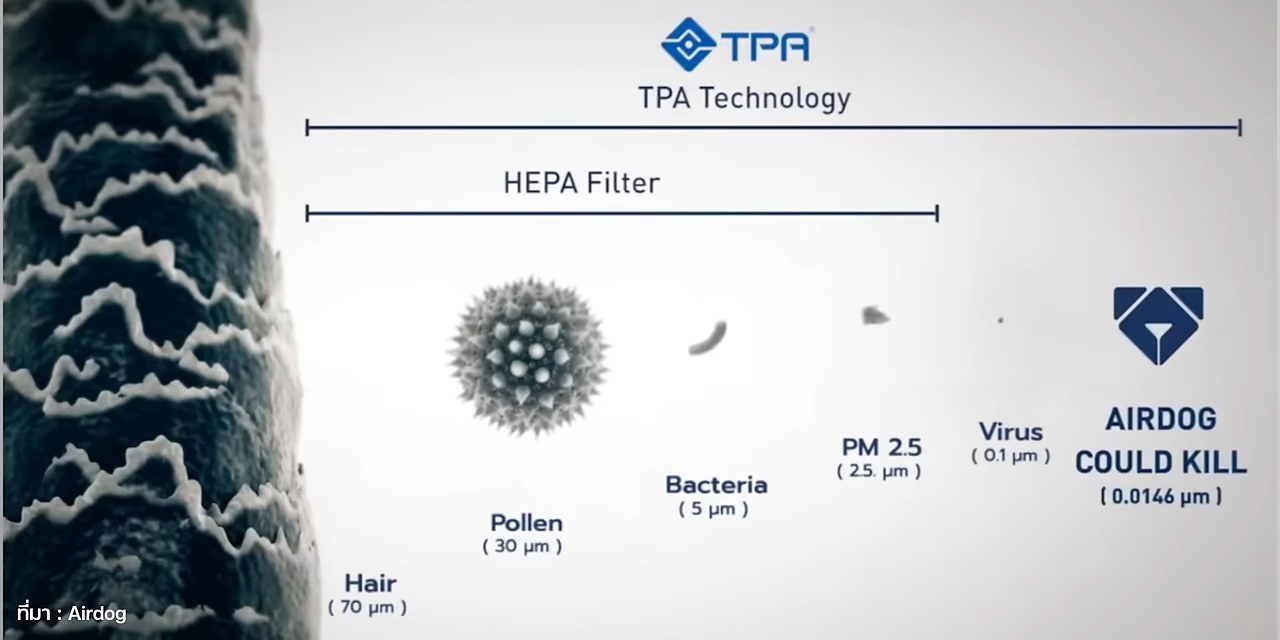 TPA
TPA Technology
HEPA Filter
Hair
( 70 µm )
Pollen
( 30 µm )
Bacteria
( 5 µm )
PM 2.5
( 2.5. µm )
Virus
( 0.1 µm )
AIRDOG
COULD KILL
( 0.0146 µm )
ที่มา : Airdog